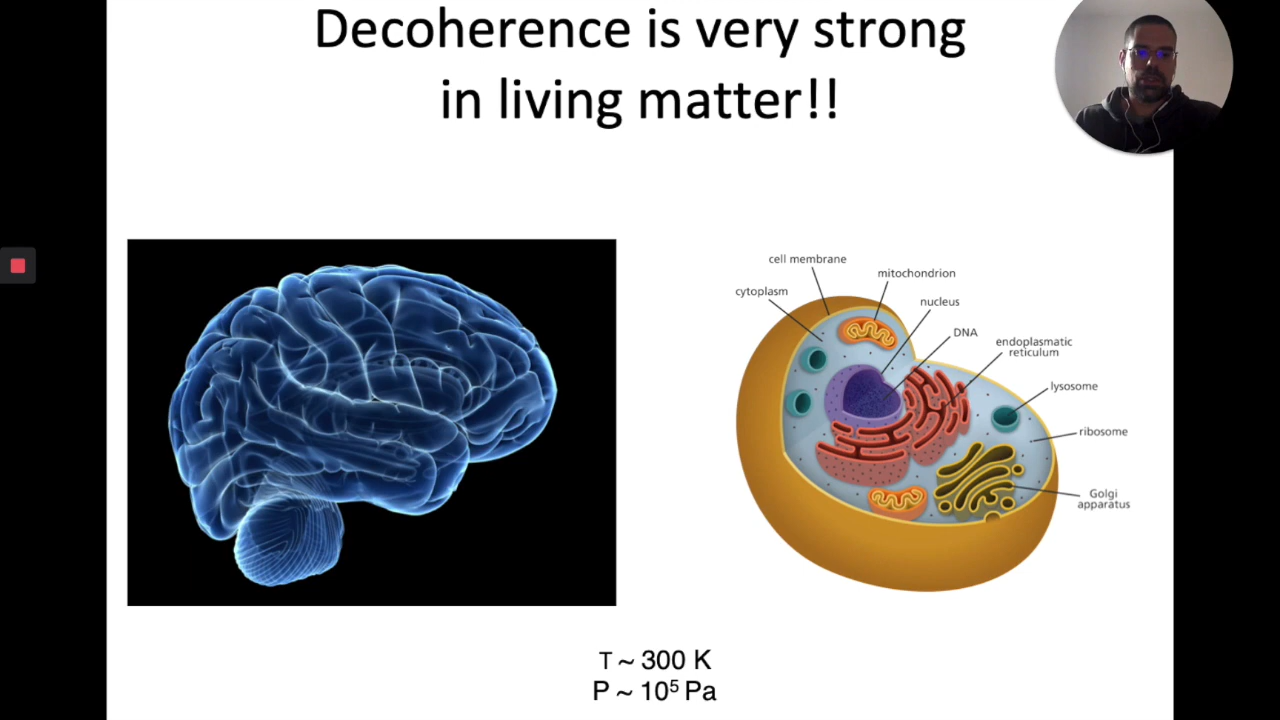 Decoherence is very strong
in living matter!!
cell membrane
mitochondrion
cytoplasm
nucleus
DNA
endoplasmatic
reticulum
lysosome
ribosome
Golgi
apparatus
T ~ 300 K
P ~ 10⁵ Pa